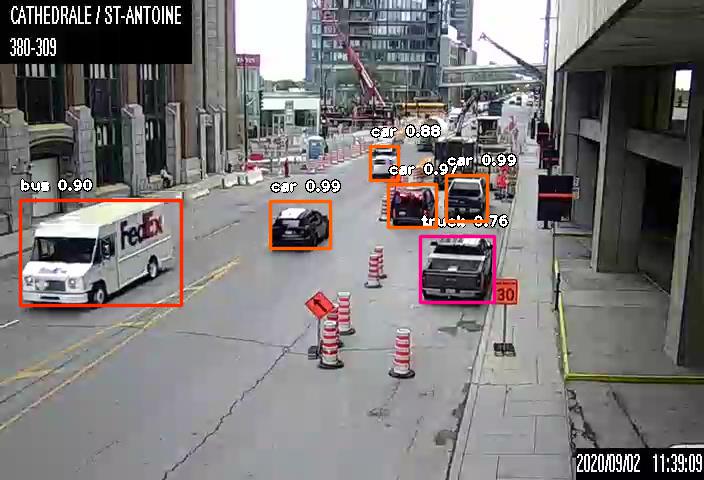 CATHEDRALE / ST-ANTOINE
380-309
car 0.88
car 0.97
car 0.99
bus 0.90
car 0.99
truck 0.76
FedEx
30
2020/09/02 11:39:09